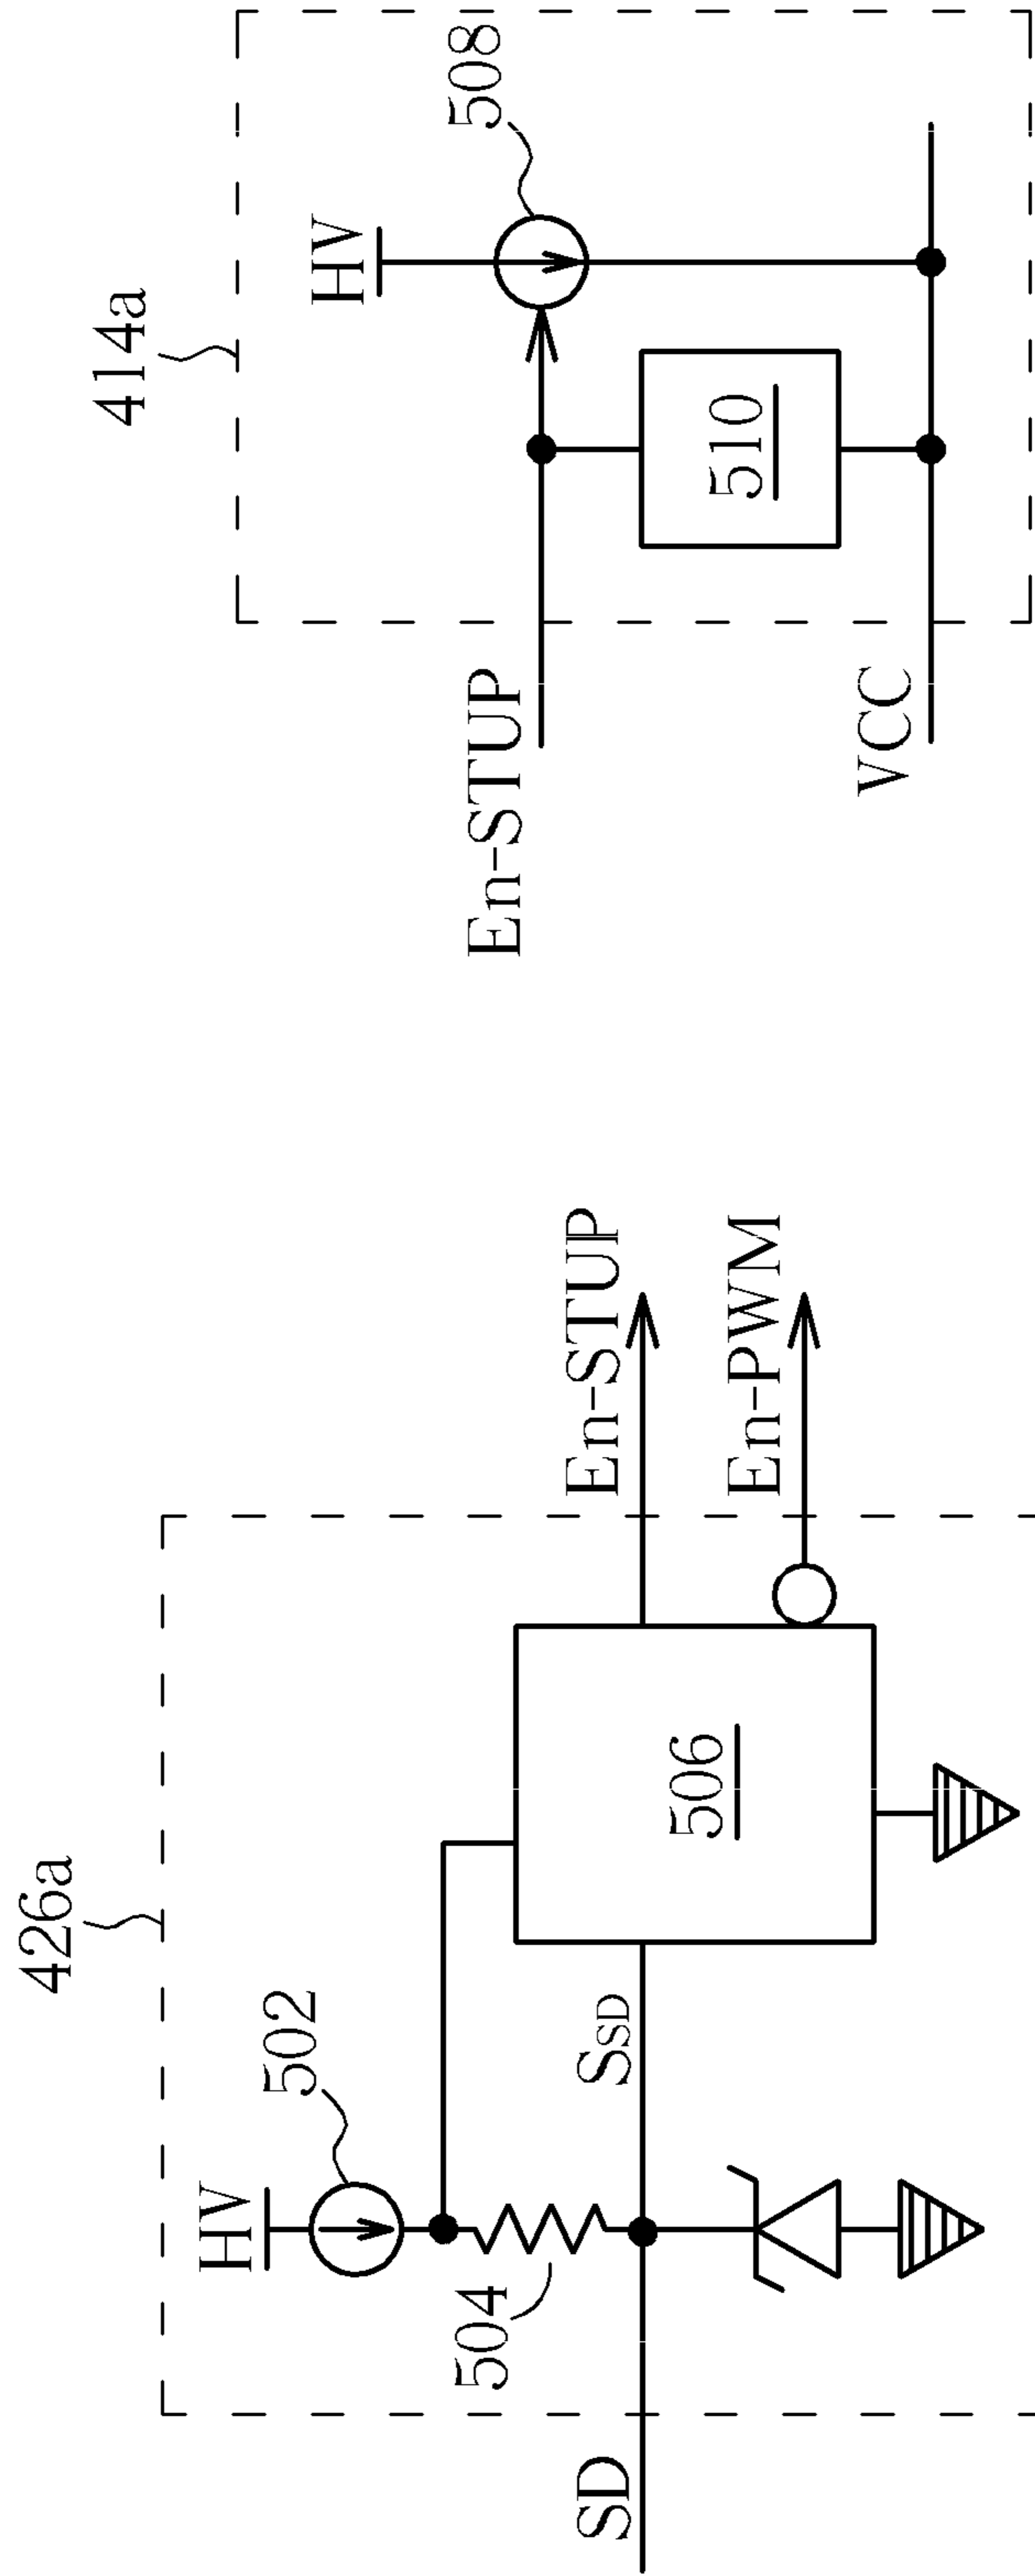 426a
HV
502
504
SD
SSD
506
En-STUP
En-PWM
414a
HV
508
En-STUP
510
VCC